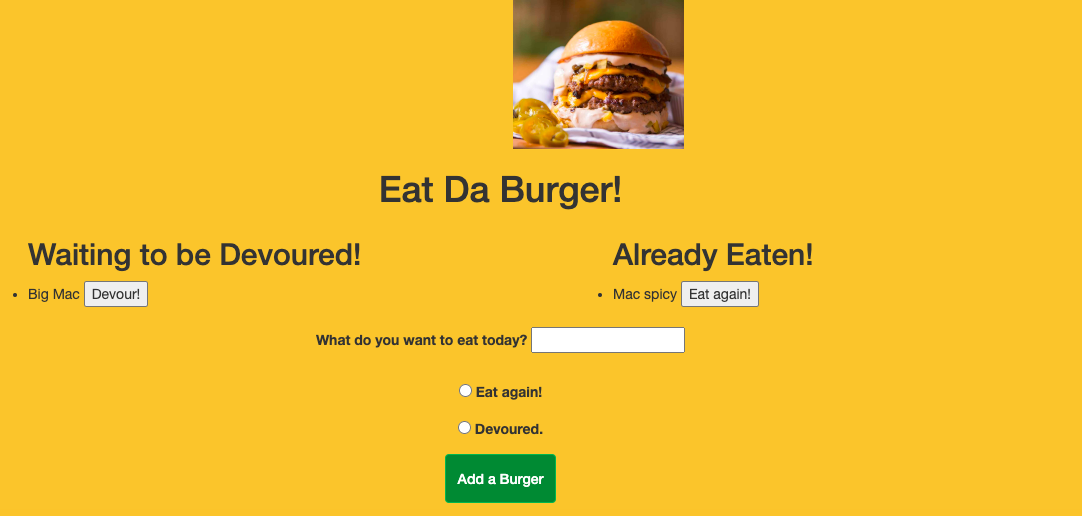 Eat Da Burger!
Waiting to be Devoured!
Big Mac Devour!
Already Eaten!
Mac spicy Eat again!
What do you want to eat today?
Eat again!
Devoured.
Add a Burger